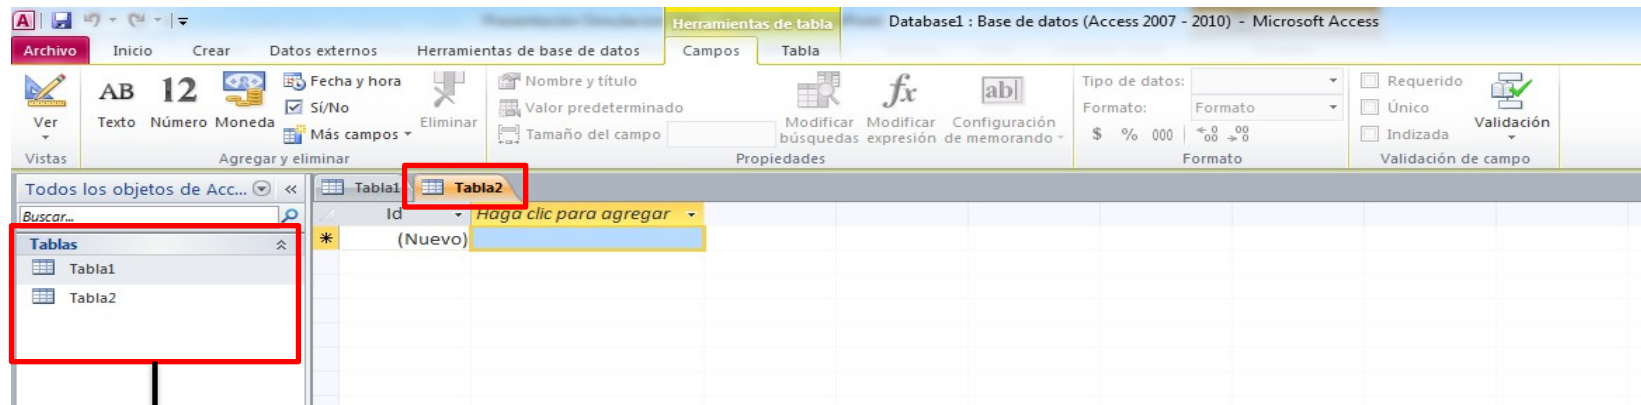 Herramientas de tabla
Database1 : Base de datos (Access 2007 - 2010) - Microsoft Access
Archivo Inicio Crear Datos externos Herramientas de base de datos Campos Tabla
Ver
AB Texto
12 Número
Moneda
Fecha y hora
Sí/No
Más campos
Eliminar
Nombre y título
Valor predeterminado
Tamaño del campo
Modificar búsquedas
fx Modificar expresión
ab| Configuración de memorando
Tipo de datos:
Formato: Formato
$ % 000 ,0 ,00 ,00 ,0
Requerido
Único
Indizada
Validación
Vistas Agregar y eliminar Propiedades Formato Validación de campo
Todos los objetos de Acc... «
Buscar...
Tablas
Tabla1
Tabla2
Tabla1 Tabla2
Id Haga clic para agregar
* (Nuevo)